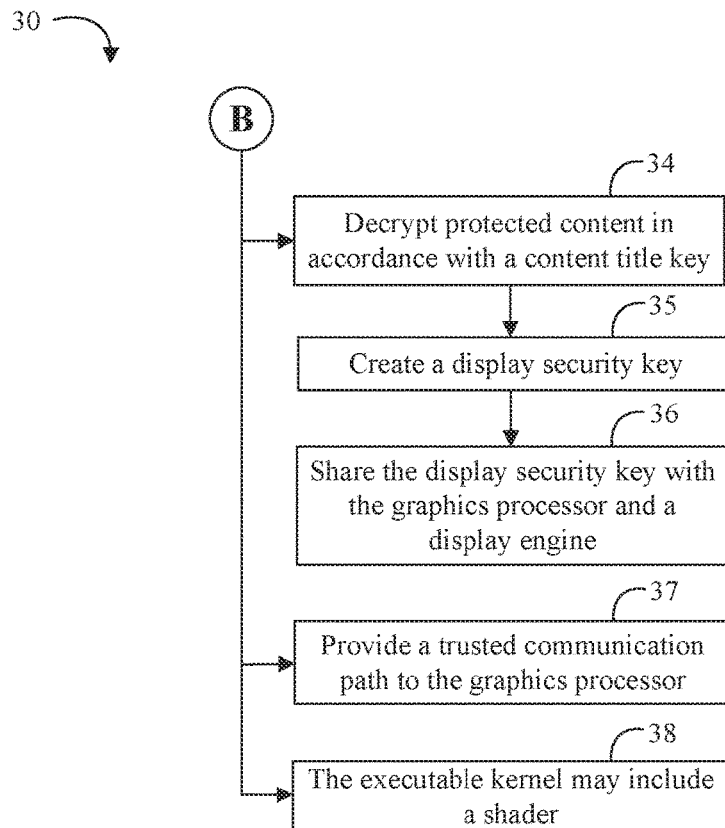 30
B
34
Decrypt protected content in
accordance with a content title key
35
Create a display security key
36
Share the display security key with
the graphics processor and a
display engine
37
Provide a trusted communication
path to the graphics processor
38
The executable kernel may include
a shader